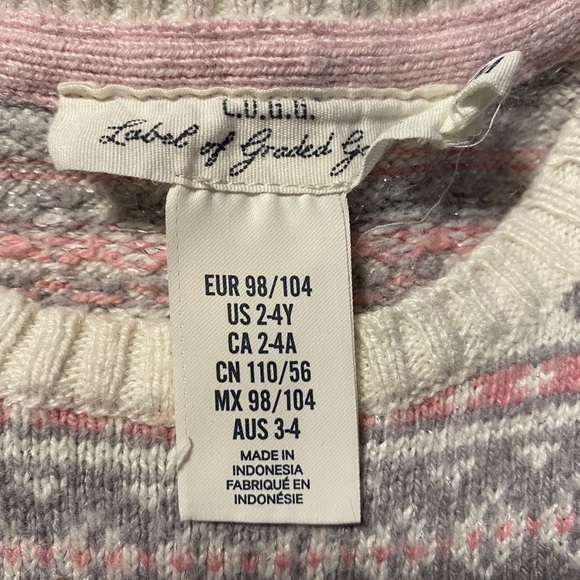 L.O.G.G.
Label of Graded
EUR 98/104
US 2-4Y
CA 2-4A
CN 110/56
MX 98/104
AUS 3-4
MADE IN
INDONESIA
FABRIQUÉ EN
INDONÉSIE